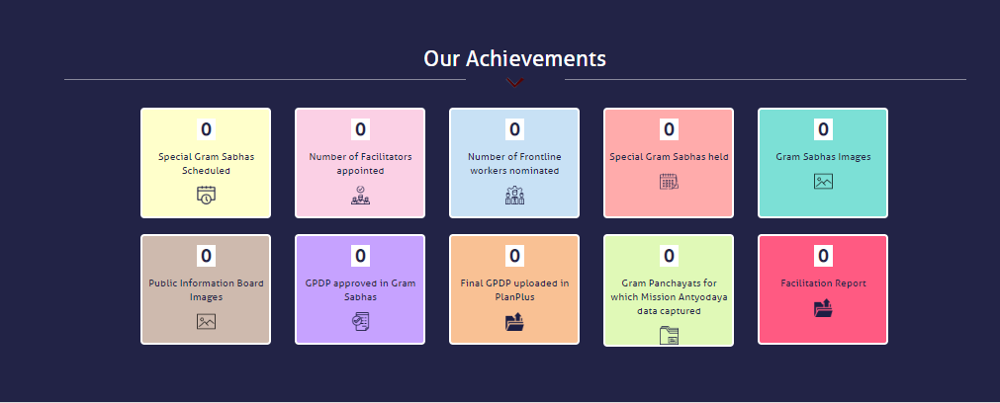 Our Achievements
0
Special Gram Sabhas
Scheduled
0
Number of Facilitators
appointed
0
Number of Frontline
workers nominated
0
Special Gram Sabhas held
0
Gram Sabhas Images
0
Public Information Board
Images
0
GPDP approved in Gram
Sabhas
0
Final GPDP uploaded in
PlanPlus
0
Gram Panchayats for
which Mission Antyodaya
data captured
0
Facilitation Report